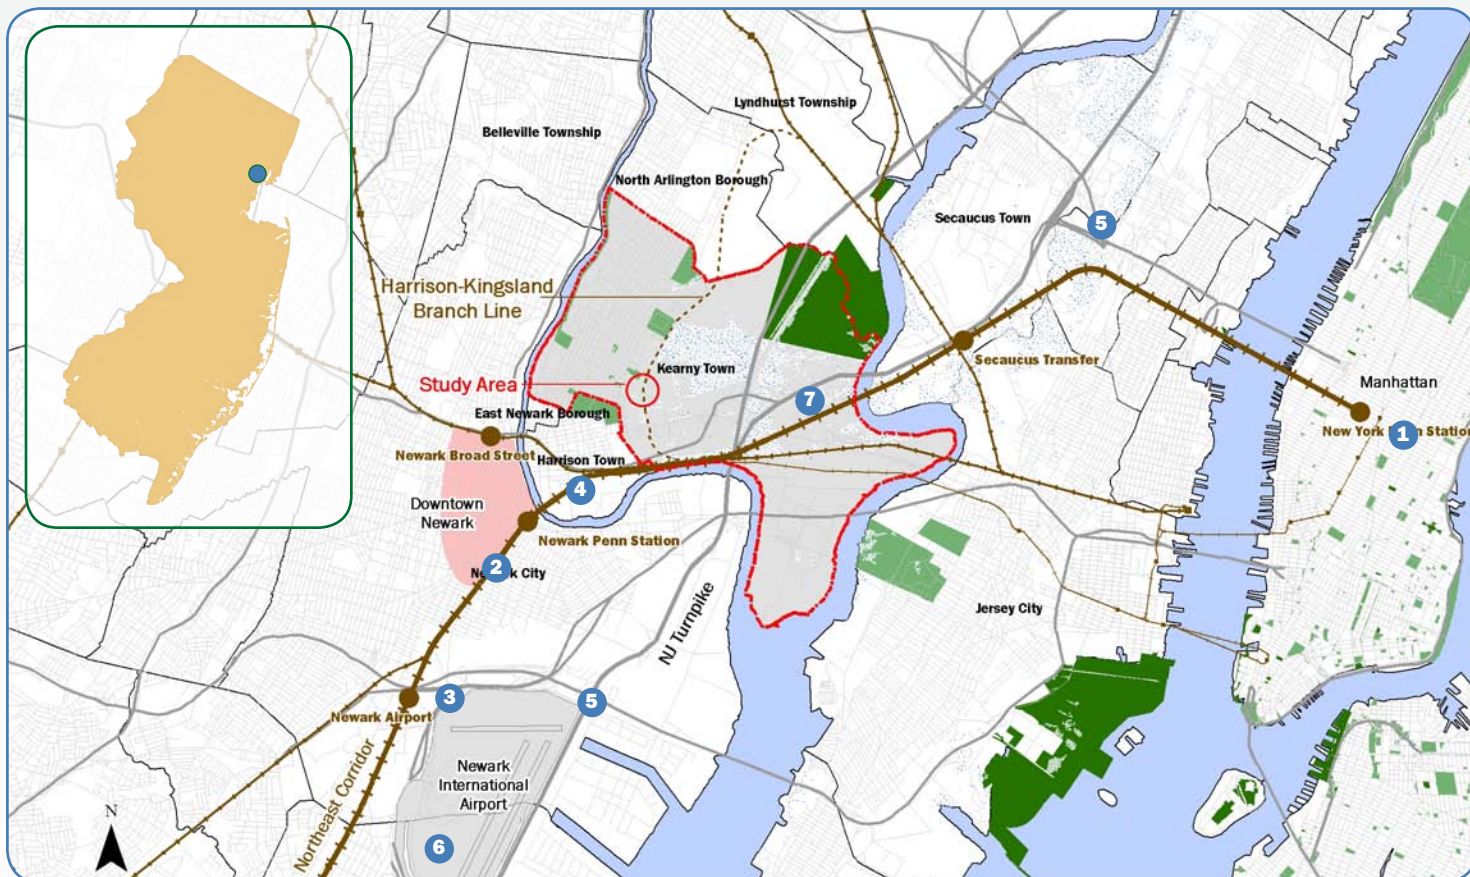 Lyndhurst Township
Belleville Township
North Arlington Borough
Secaucus Town
5
Harrison-Kingsland
Branch Line
Secaucus Transfer
Kearny Town
Study Area
Manhattan
7
East Newark Borough
New York
1
Newark Broad Street
Harrison Town
4
Downtown
Newark
Newark Penn Station
2
City
Jersey City
NJ Turnpike
3
5
Newark Airport
Northeast Corridor
Newark
International
Airport
N
6